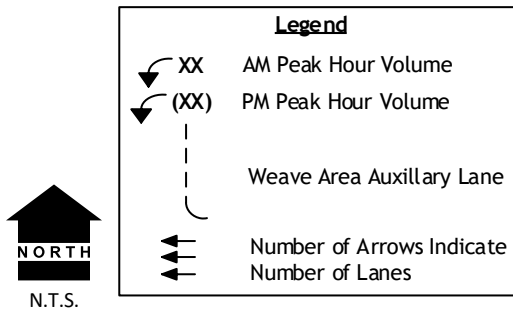 Legend
XX AM Peak Hour Volume
(XX) PM Peak Hour Volume
Weave Area Auxillary Lane
Number of Arrows Indicate
Number of Lanes
NORTH
N.T.S.